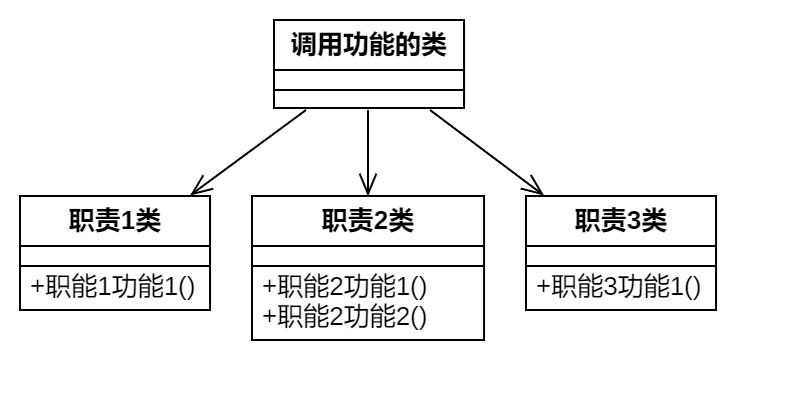 调用功能的类
职责1类
职责2类
职责3类
+职能1功能1()
+职能2功能1()
+职能2功能2()
+职能3功能1()